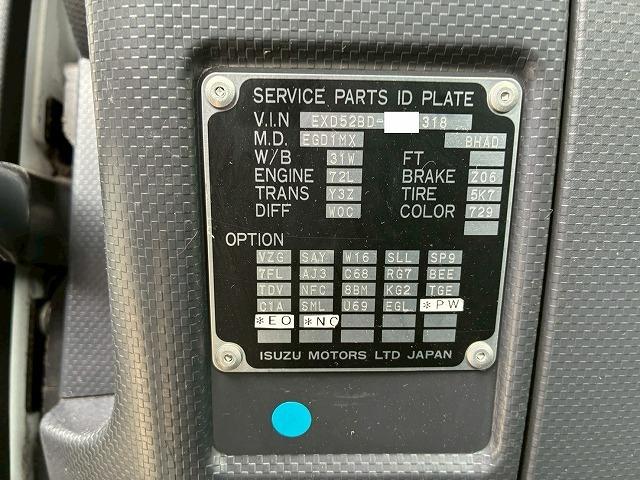 SERVICE PARTS ID PLATE
V.I.N EXD52BD- 318
M.D. EGD1MX BHAD
W/B 31W FT
ENGINE 72L BRAKE Z06
TRANS Y3Z TIRE 5K7
DIFF W0C COLOR 729
OPTION
VZG SAY W16 SLL SP9
7FL AJ3 C68 RG7 BEE
TDV NFC 8BM KG2 TGE
C1A SML U69 EGL *PW
*EO *NO
ISUZU MOTORS LTD JAPAN